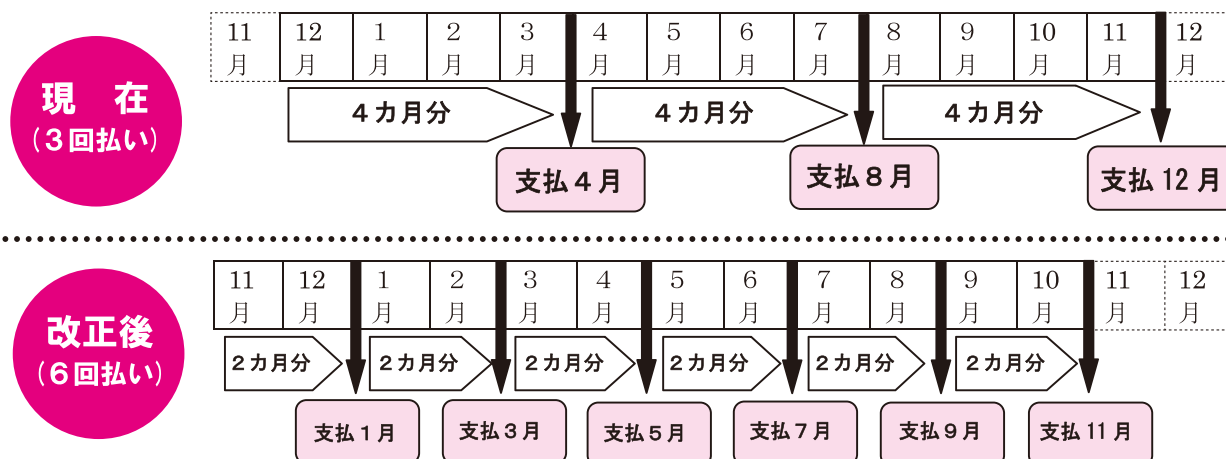 現 在
(3回払い)
11月 12月 1月 2月 3月 4月 5月 6月 7月 8月 9月 10月 11月 12月
4カ月分 4カ月分 4カ月分
支払4月 支払8月 支払12月
改正後
(6回払い)
11月 12月 1月 2月 3月 4月 5月 6月 7月 8月 9月 10月 11月 12月
2カ月分 2カ月分 2カ月分 2カ月分 2カ月分 2カ月分
支払1月 支払3月 支払5月 支払7月 支払9月 支払11月